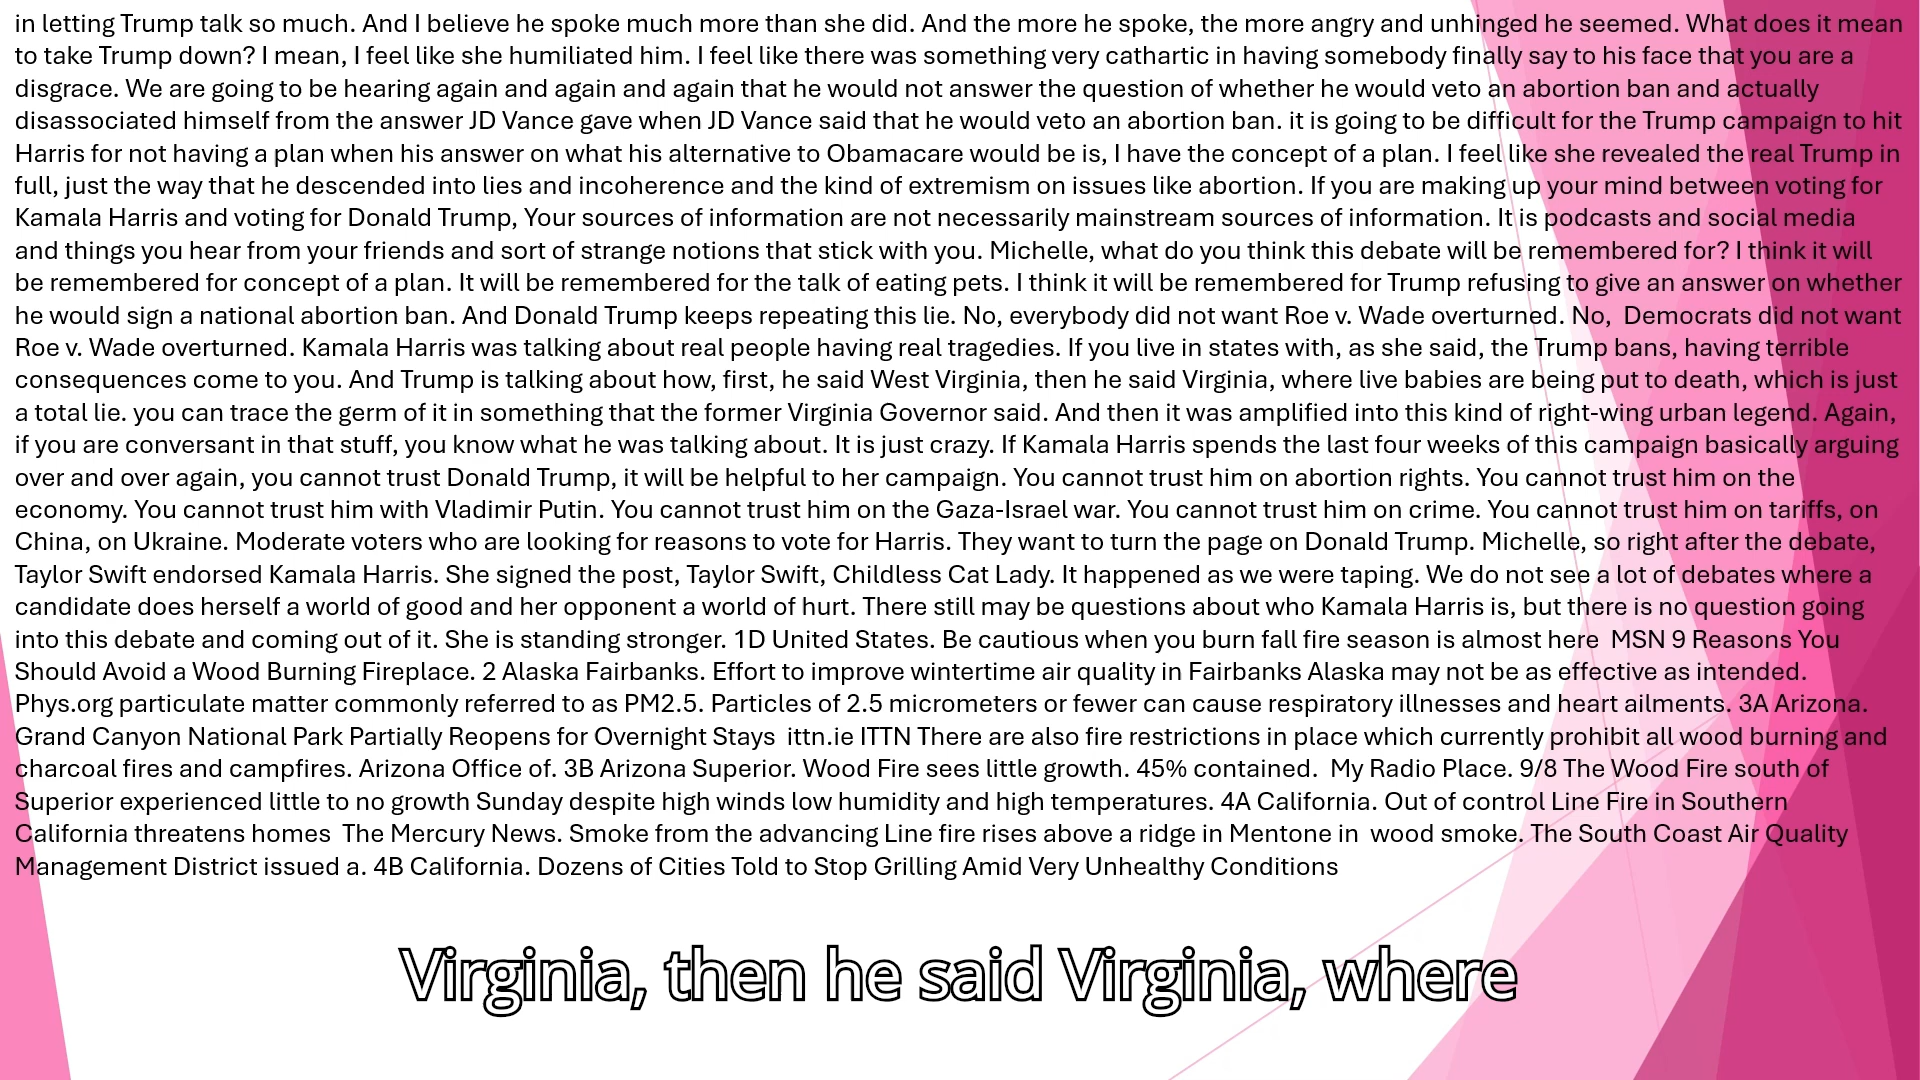 in letting Trump talk so much. And I believe he spoke much more than she did. And the more he spoke, the more angry and unhinged he seemed. What does it mean
to take Trump down? I mean, I feel like she humiliated him. I feel like there was something very cathartic in having somebody finally say to his face that you are a
disgrace. We are going to be hearing again and again and again that he would not answer the question of whether he would veto an abortion ban and actually
disassociated himself from the answer JD Vance gave when JD Vance said that he would veto an abortion ban. it is going to be difficult for the Trump campaign to hit
Harris for not having a plan when his answer on what his alternative to Obamacare would be is, I have the concept of a plan. I feel like she revealed the real Trump in
full, just the way that he descended into lies and incoherence and the kind of extremism on issues like abortion. If you are making up your mind between voting for
Kamala Harris and voting for Donald Trump, Your sources of information are not necessarily mainstream sources of information. It is podcasts and social media
and things you hear from your friends and sort of strange notions that stick with you. Michelle, what do you think this debate will be remembered for? I think it will
be remembered for concept of a plan. It will be remembered for the talk of eating pets. I think it will be remembered for Trump refusing to give an answer on whether
he would sign a national abortion ban. And Donald Trump keeps repeating this lie. No, everybody did not want Roe v. Wade overturned. No,  Democrats did not want
Roe v. Wade overturned. Kamala Harris was talking about real people having real tragedies. If you live in states with, as she said, the Trump bans, having terrible
consequences come to you. And Trump is talking about how, first, he said West Virginia, then he said Virginia, where live babies are being put to death, which is just
a total lie. you can trace the germ of it in something that the former Virginia Governor said. And then it was amplified into this kind of right-wing urban legend. Again,
if you are conversant in that stuff, you know what he was talking about. It is just crazy. If Kamala Harris spends the last four weeks of this campaign basically arguing
over and over again, you cannot trust Donald Trump, it will be helpful to her campaign. You cannot trust him on abortion rights. You cannot trust him on the
economy. You cannot trust him with Vladimir Putin. You cannot trust him on the Gaza-Israel war. You cannot trust him on crime. You cannot trust him on tariffs, on
China, on Ukraine. Moderate voters who are looking for reasons to vote for Harris. They want to turn the page on Donald Trump. Michelle, so right after the debate,
Taylor Swift endorsed Kamala Harris. She signed the post, Taylor Swift, Childless Cat Lady. It happened as we were taping. We do not see a lot of debates where a
candidate does herself a world of good and her opponent a world of hurt. There still may be questions about who Kamala Harris is, but there is no question going
into this debate and coming out of it. She is standing stronger. 1D United States. Be cautious when you burn fall fire season is almost here  MSN 9 Reasons You
Should Avoid a Wood Burning Fireplace. 2 Alaska Fairbanks. Effort to improve wintertime air quality in Fairbanks Alaska may not be as effective as intended.
Phys.org particulate matter commonly referred to as PM2.5. Particles of 2.5 micrometers or fewer can cause respiratory illnesses and heart ailments. 3A Arizona.
Grand Canyon National Park Partially Reopens for Overnight Stays  ittn.ie ITTN There are also fire restrictions in place which currently prohibit all wood burning and
charcoal fires and campfires. Arizona Office of. 3B Arizona Superior. Wood Fire sees little growth. 45% contained.  My Radio Place. 9/8 The Wood Fire south of
Superior experienced little to no growth Sunday despite high winds low humidity and high temperatures. 4A California. Out of control Line Fire in Southern
California threatens homes  The Mercury News. Smoke from the advancing Line fire rises above a ridge in Mentone in  wood smoke. The South Coast Air Quality
Management District issued a. 4B California. Dozens of Cities Told to Stop Grilling Amid Very Unhealthy Conditions
Virginia, then he said Virginia, where